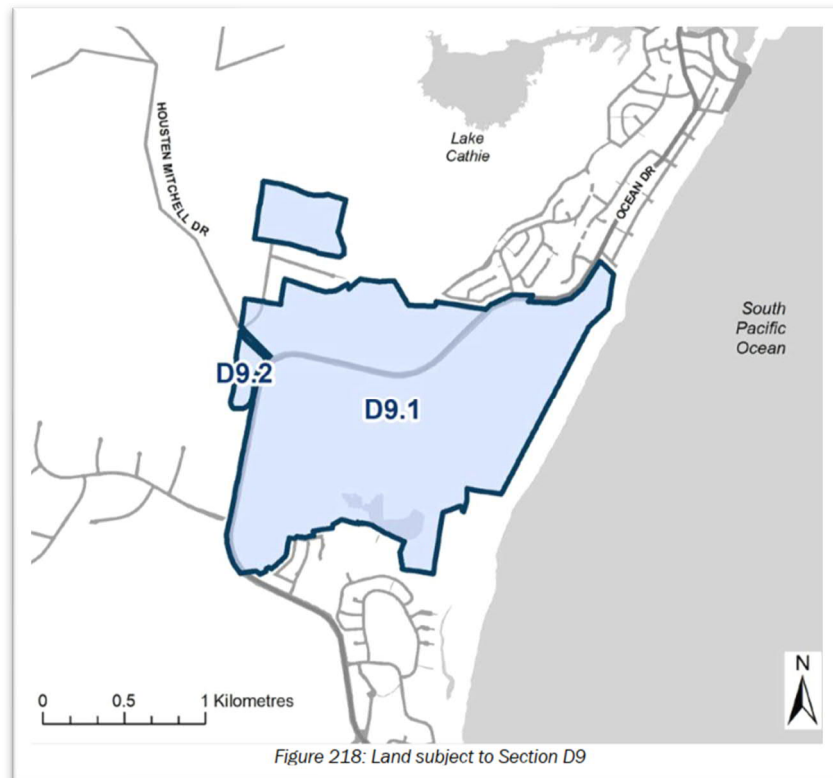 HOUSTEN MITCHELL DR
Lake
Cathie
OCEAN DR
South
Pacific
Ocean
D9.2
D9.1
N
0 0.5 1 Kilometres
Figure 218: Land subject to Section D9